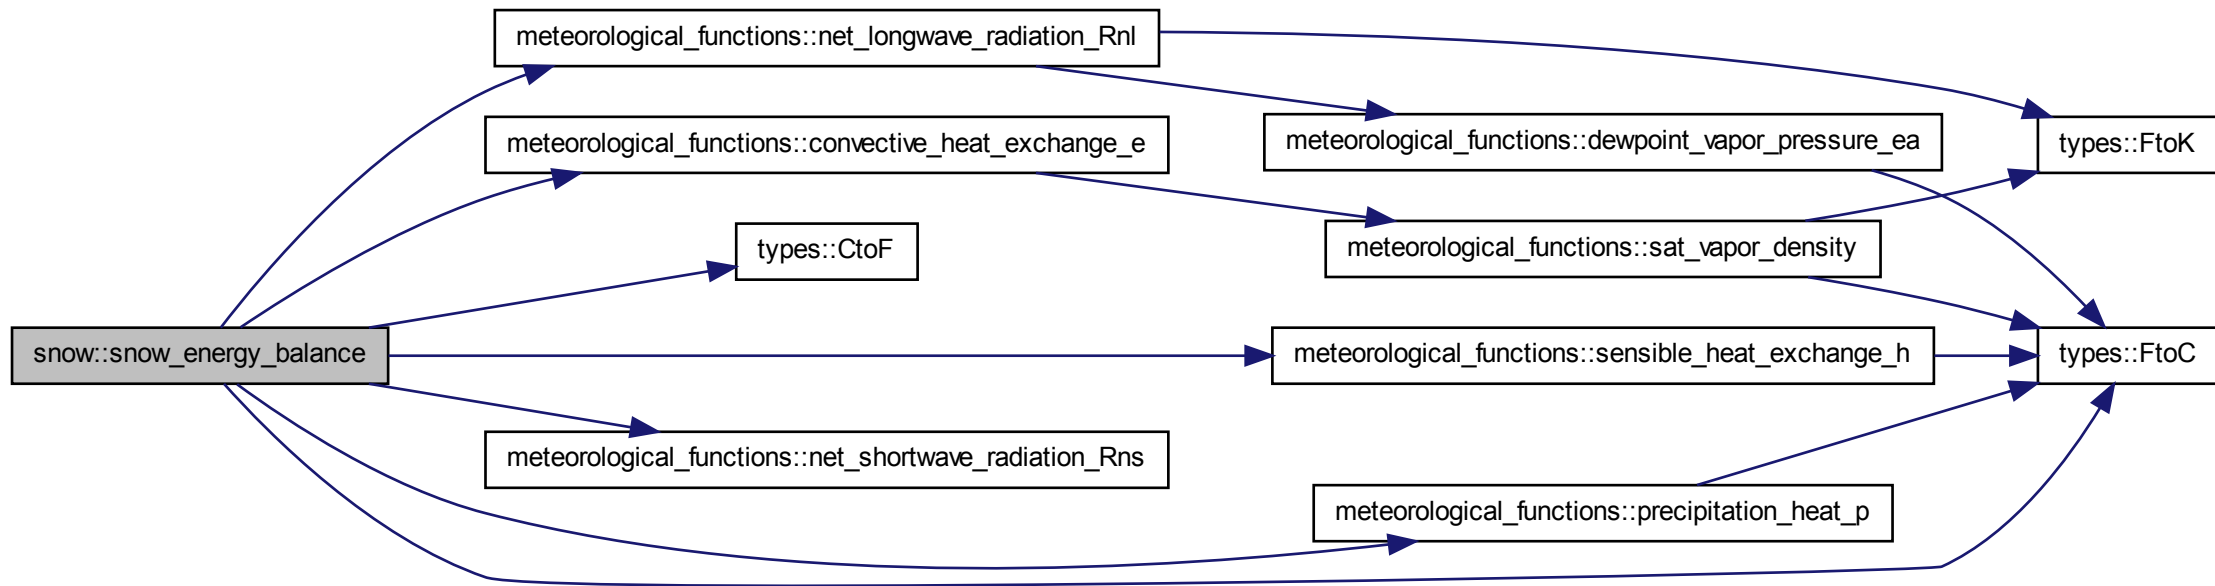 meteorological_functions::net_longwave_radiation_Rnl
meteorological_functions::convective_heat_exchange_e
meteorological_functions::dewpoint_vapor_pressure_ea
types::FtoK
types::CtoF
meteorological_functions::sat_vapor_density
snow::snow_energy_balance
meteorological_functions::sensible_heat_exchange_h
types::FtoC
meteorological_functions::net_shortwave_radiation_Rns
meteorological_functions::precipitation_heat_p